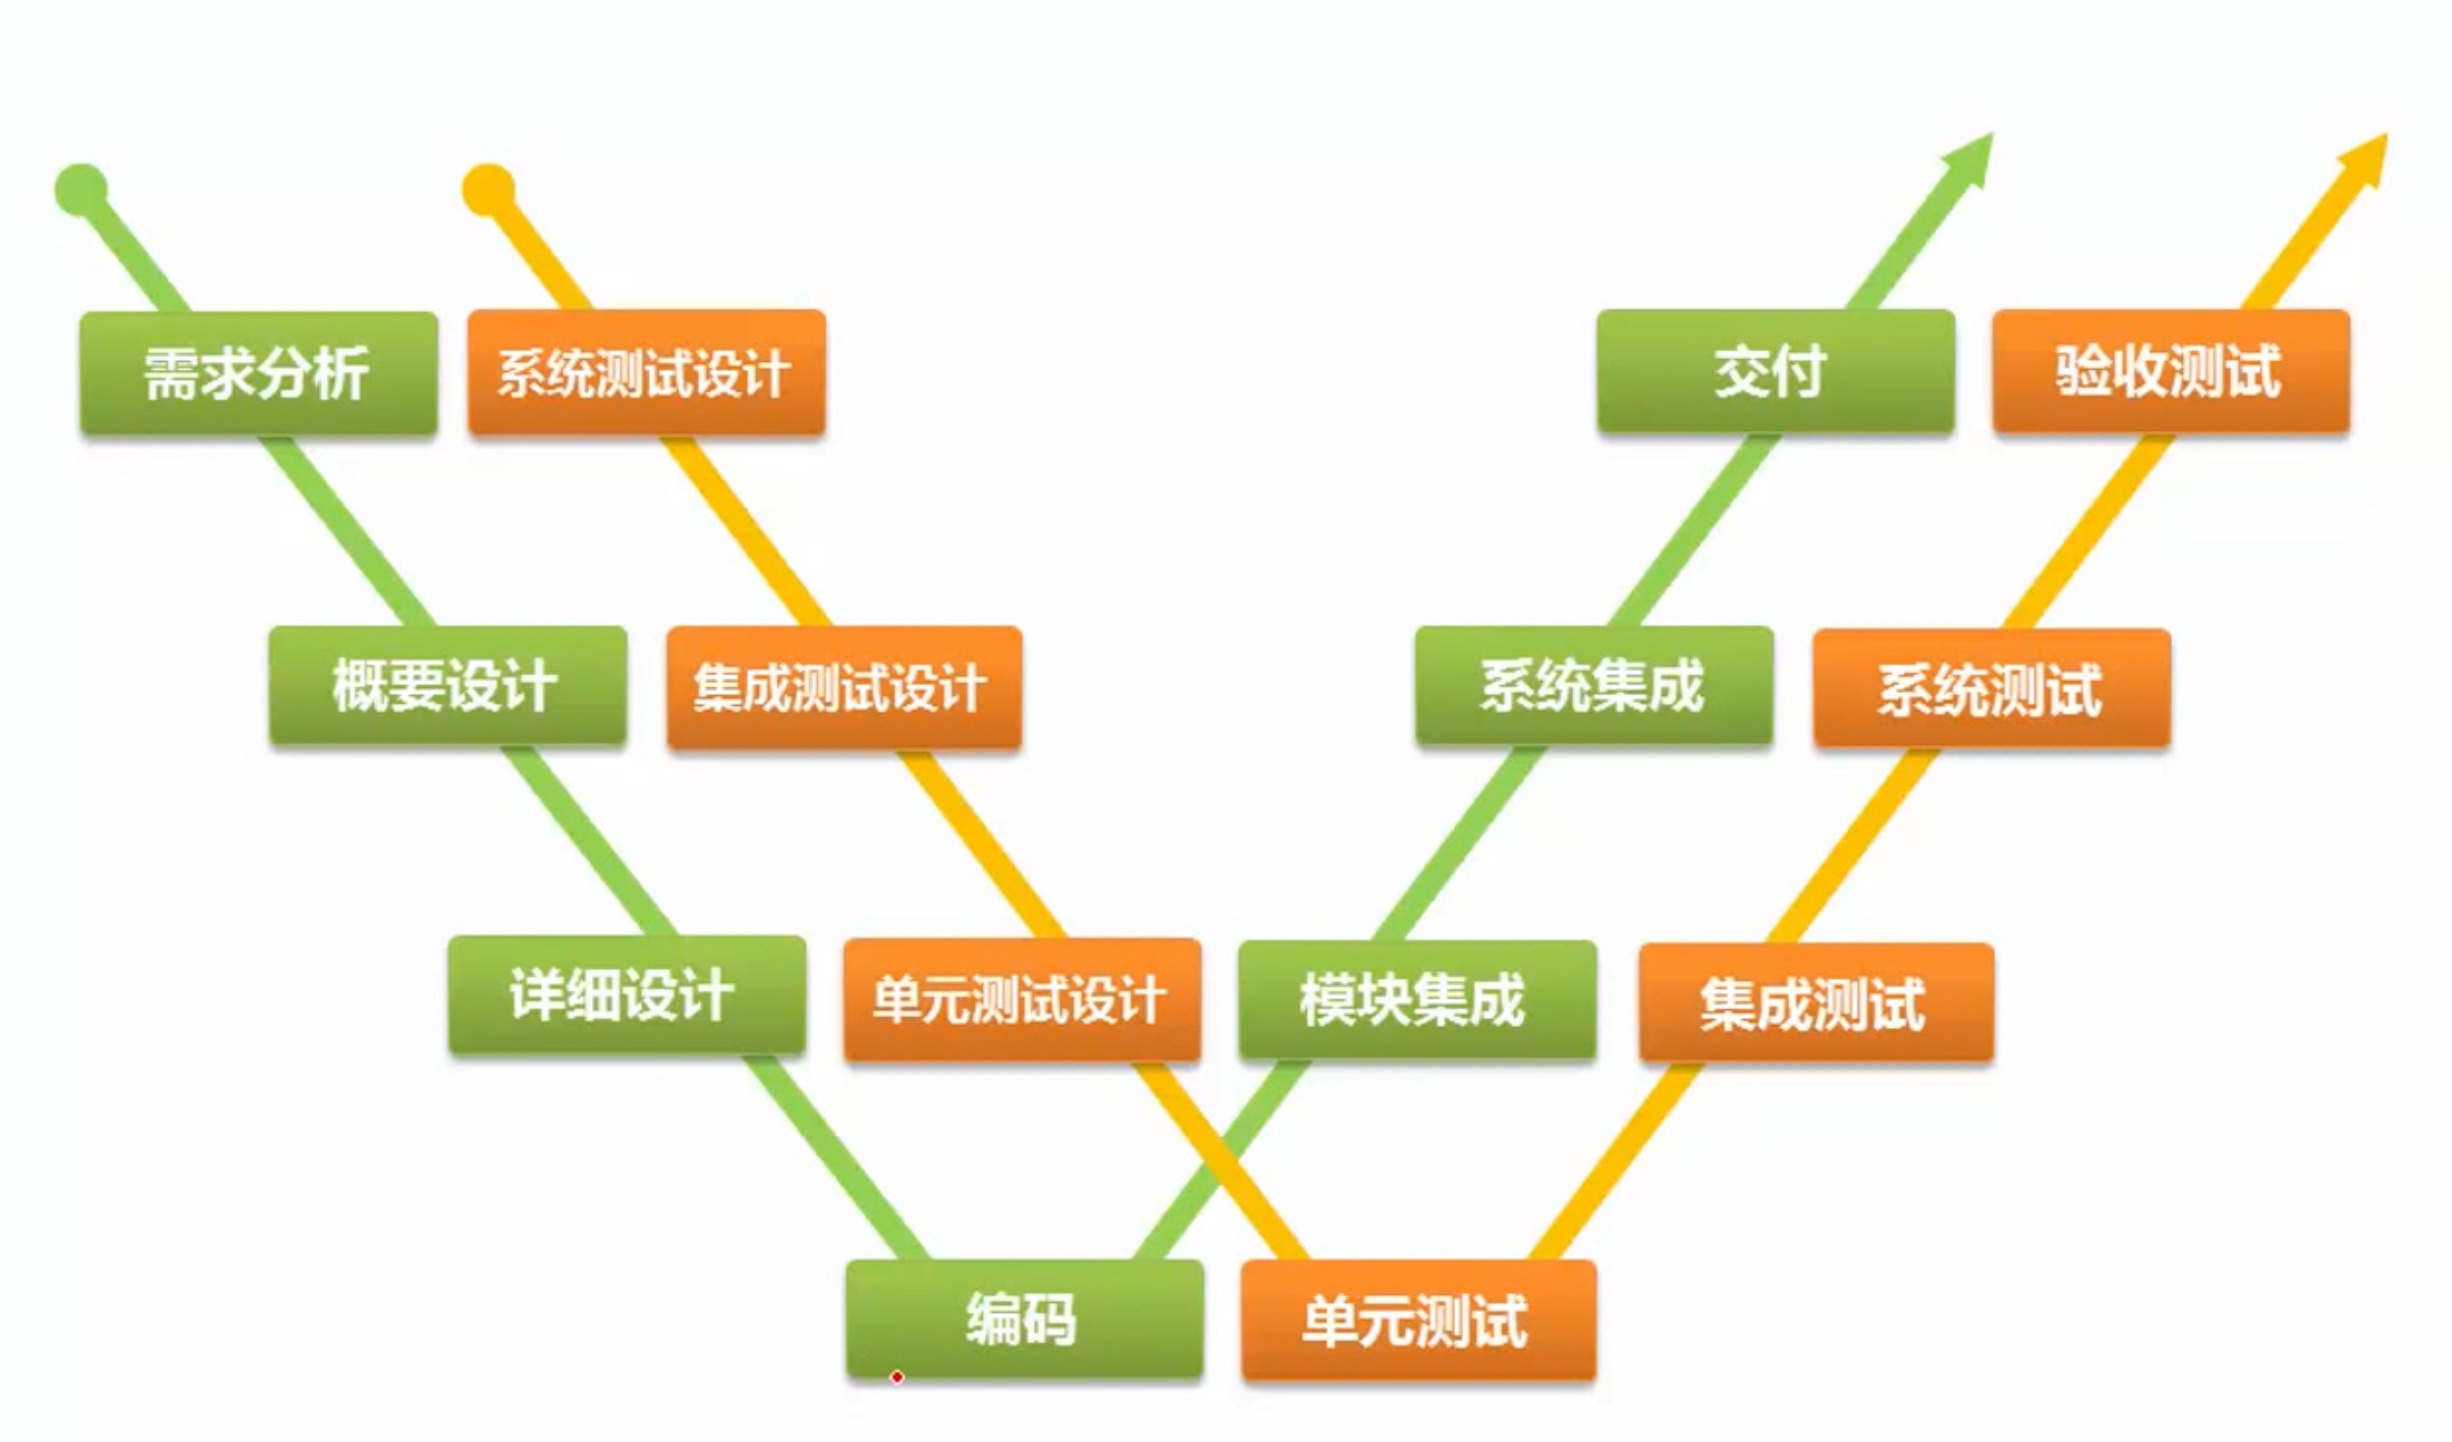 需求分析
系统测试设计
交付
验收测试
概要设计
集成测试设计
系统集成
系统测试
详细设计
单元测试设计
模块集成
集成测试
编码
单元测试